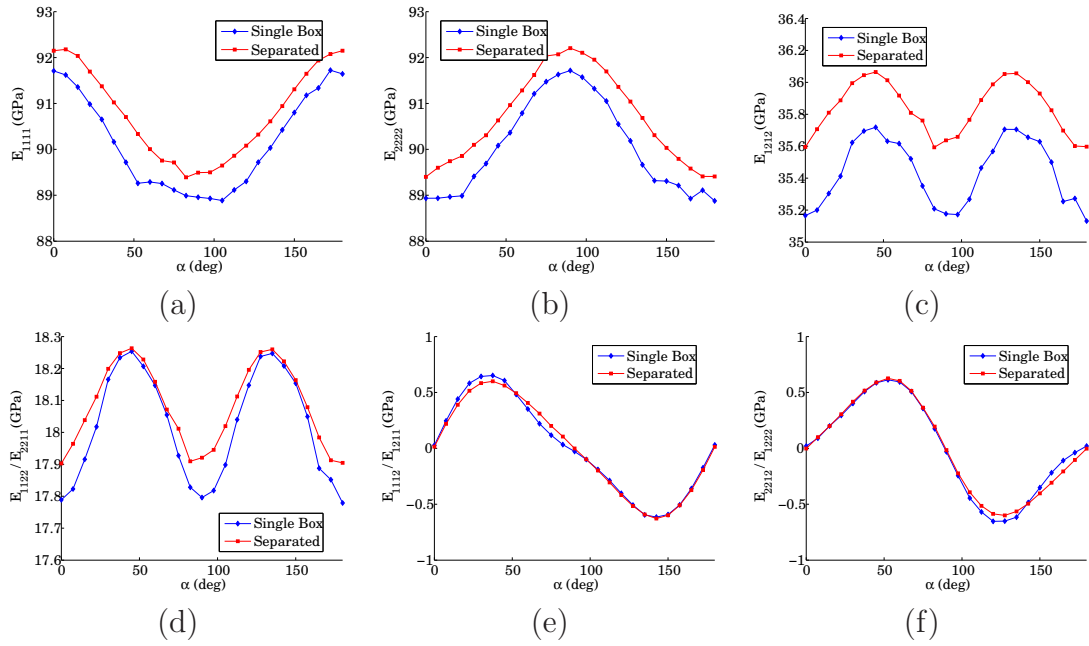 93
92
91
90
89
88
E1111(GPa)
Single Box
Separated
0 50 100 150
α (deg)
(a)
93
92
91
90
89
88
E2222(GPa)
Single Box
Separated
0 50 100 150
α (deg)
(b)
36.4
36.2
36
35.8
35.6
35.4
35.2
35
E1212(GPa)
Single Box
Separated
0 50 100 150
α (deg)
(c)
18.3
18.2
18.1
18
17.9
17.8
17.7
17.6
E1122/E2211(GPa)
Single Box
Separated
0 50 100 150
α (deg)
(d)
1
0.5
0
−0.5
−1
E1112/E1211(GPa)
Single Box
Separated
0 50 100 150
α (deg)
(e)
1
0.5
0
−0.5
−1
E2212/E1222(GPa)
Single Box
Separated
0 50 100 150
α (deg)
(f)